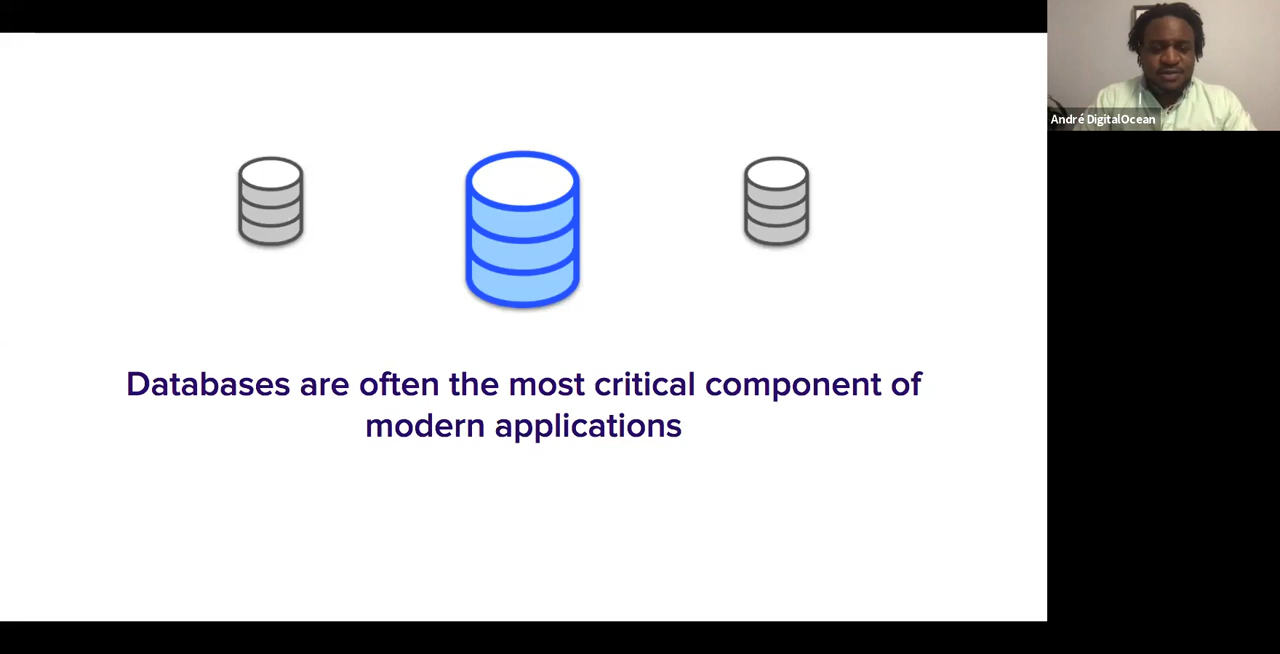 Databases are often the most critical component of
modern applications
André DigitalOcean